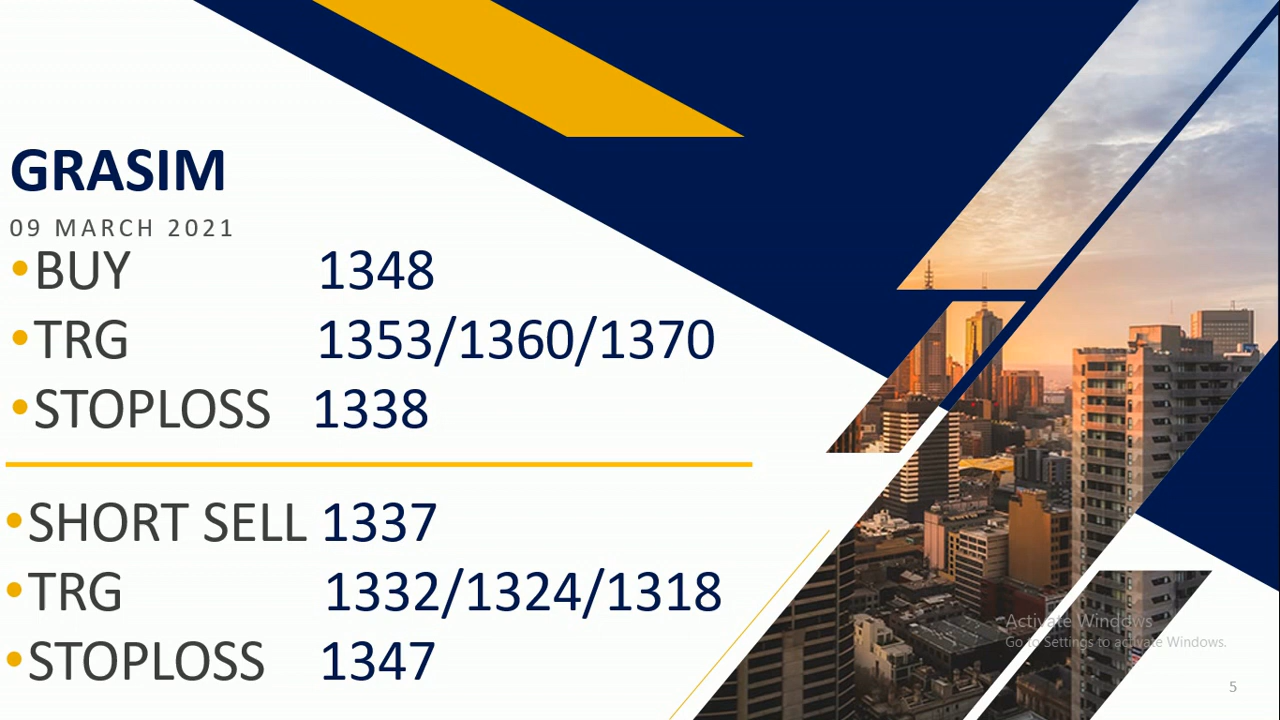 GRASIM
09 MARCH 2021
•BUY 1348
•TRG 1353/1360/1370
•STOPLOSS 1338
•SHORT SELL 1337
•TRG 1332/1324/1318
•STOPLOSS 1347
Activate Windows
Go to Settings to activate Windows.
5